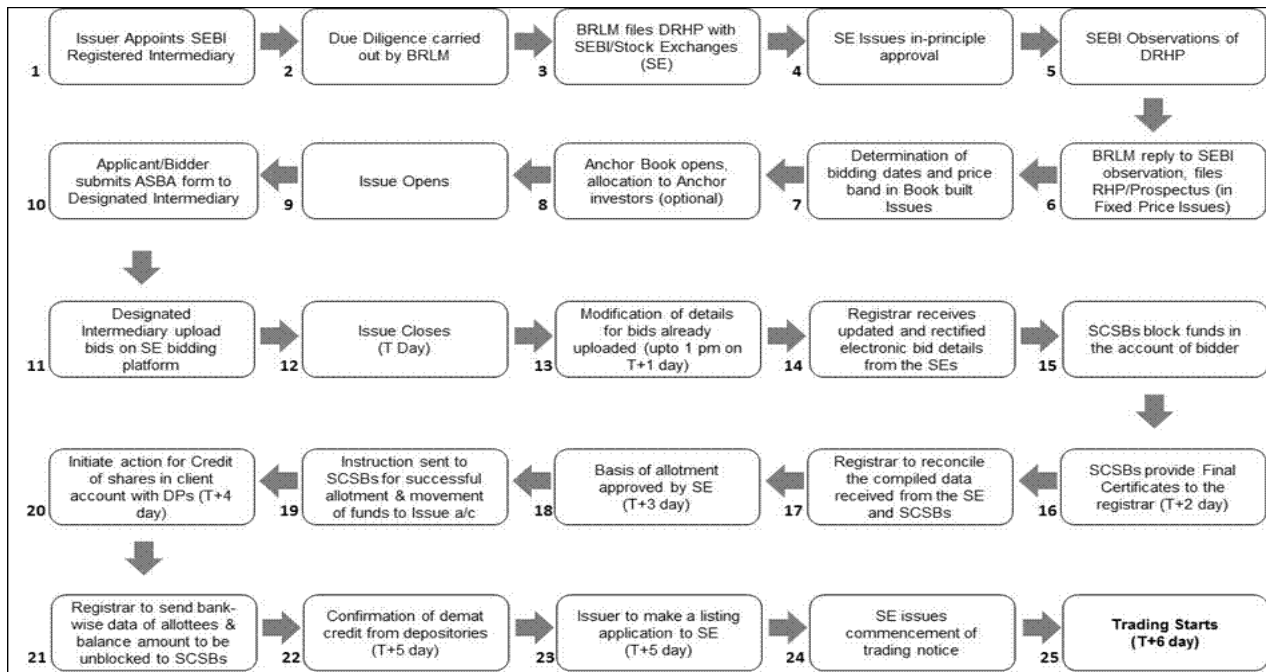 Issuer Appoints SEBI
Registered Intermediary
1
Due Diligence carried
out by BRLM
2
BRLM files DRHP with
SEBI/Stock Exchanges
(SE)
3
SE Issues in-principle
approval
4
SEBI Observations of
DRHP
5
BRLM reply to SEBI
observation, files
RHP/Prospectus (in
Fixed Price Issues)
6
Determination of
bidding dates and price
band in Book built
Issues
7
Anchor Book opens,
allocation to Anchor
investors (optional)
8
Issue Opens
9
Applicant/Bidder
submits ASBA form to
Designated Intermediary
10
Designated
Intermediary upload
bids on SE bidding
platform
11
Issue Closes
(T Day)
12
Modification of details
for bids already
uploaded (upto 1 pm on
T+1 day)
13
Registrar receives
updated and rectified
electronic bid details
from the SEs
14
SCSBs block funds in
the account of bidder
15
SCSBs provide Final
Certificates to the
registrar (T+2 day)
16
Registrar to reconcile
the compiled data
received from the SE
and SCSBs
17
Basis of allotment
approved by SE
(T+3 day)
18
Instruction sent to
SCSBs for successful
allotment & movement
of funds to Issue a/c
19
Initiate action for Credit
of shares in client
account with DPs (T+4
day)
20
Registrar to send bank-
wise data of allottees &
balance amount to be
unblocked to SCSBs
21
Confirmation of demat
credit from depositories
(T+5 day)
22
Issuer to make a listing
application to SE
(T+5 day)
23
SE issues
commencement of
trading notice
24
Trading Starts
(T+6 day)
25